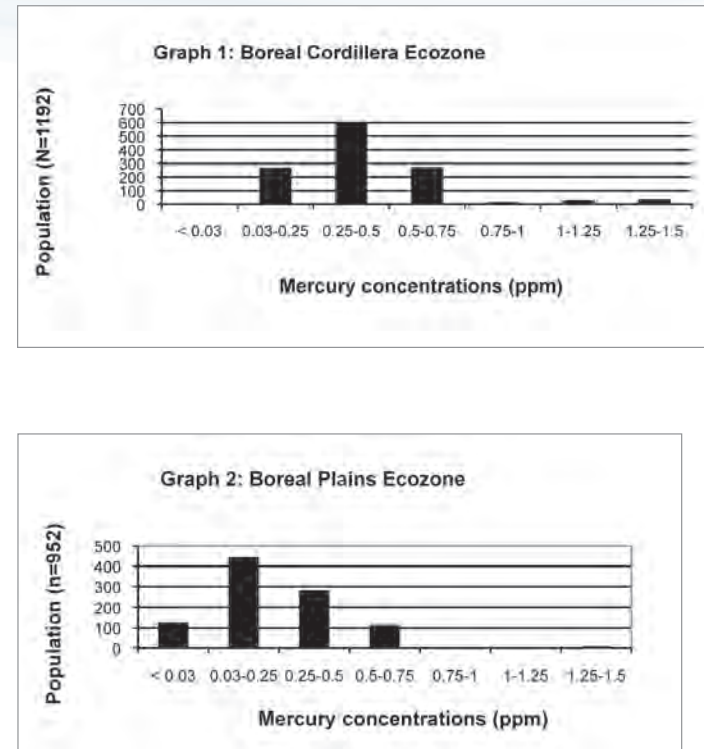 Graph 1: Boreal Cordillera Ecozone
Population (N=1192)
700
600
500
400
300
200
100
0
< 0.03 0.03-0.25 0.25-0.5 0.5-0.75 0.75-1 1-1.25 1.25-1.5
Mercury concentrations (ppm)
Graph 2: Boreal Plains Ecozone
Population (n=952)
500
400
300
200
100
0
< 0.03 0.03-0.25 0.25-0.5 0.5-0.75 0.75-1 1-1.25 1.25-1.5
Mercury concentrations (ppm)